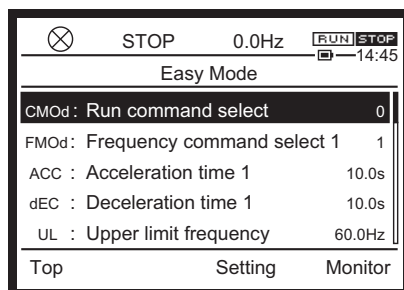 STOP 0.0Hz RUN STOP
14:45
Easy Mode
CMOd : Run command select 0
FMOd : Frequency command select 1 1
ACC : Acceleration time 1 10.0s
dEC : Deceleration time 1 10.0s
UL : Upper limit frequency 60.0Hz
Top Setting Monitor